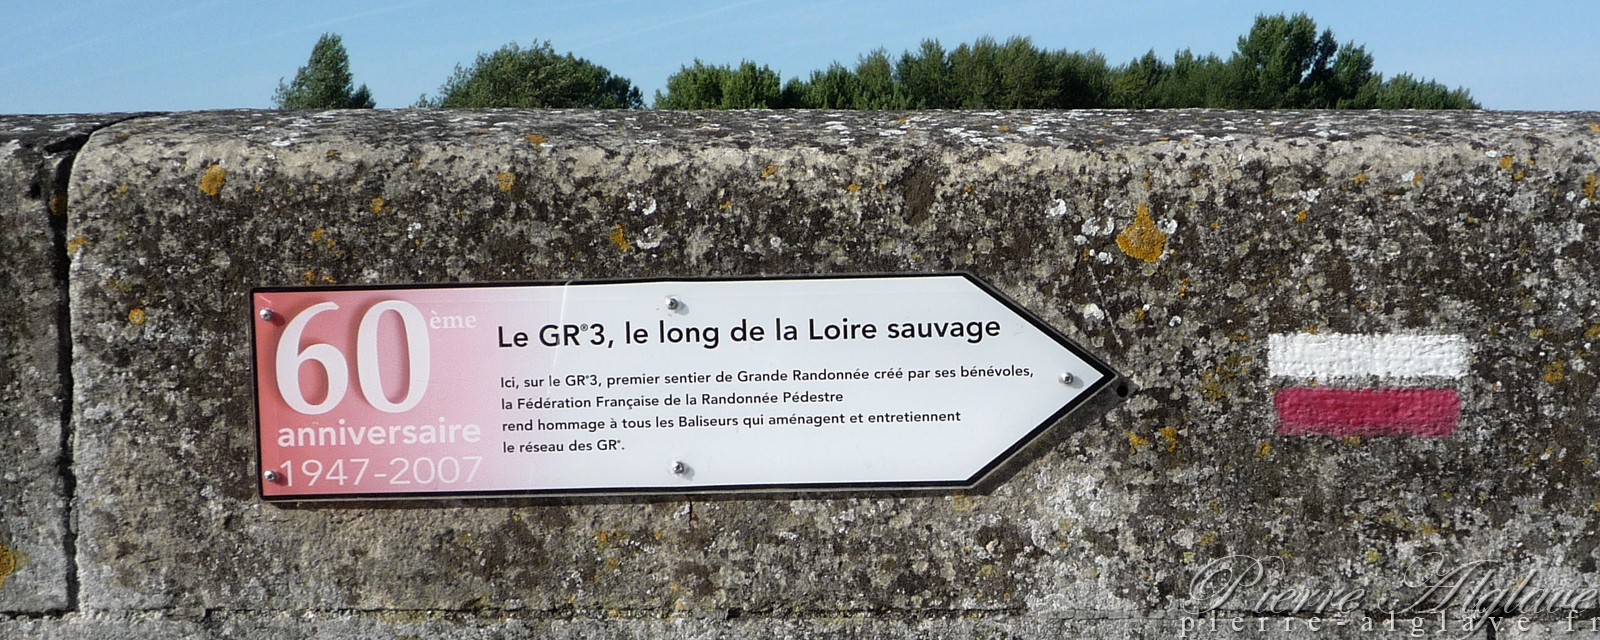 60ème
anniversaire
1947-2007
Le GR®3, le long de la Loire sauvage
Ici, sur le GR®3, premier sentier de Grande Randonnée créé par ses bénévoles,
la Fédération Française de la Randonnée Pédestre
rend hommage à tous les Baliseurs qui aménagent et entretiennent
le réseau des GR®.
Pierre Alglave
pierre-alglave.fr